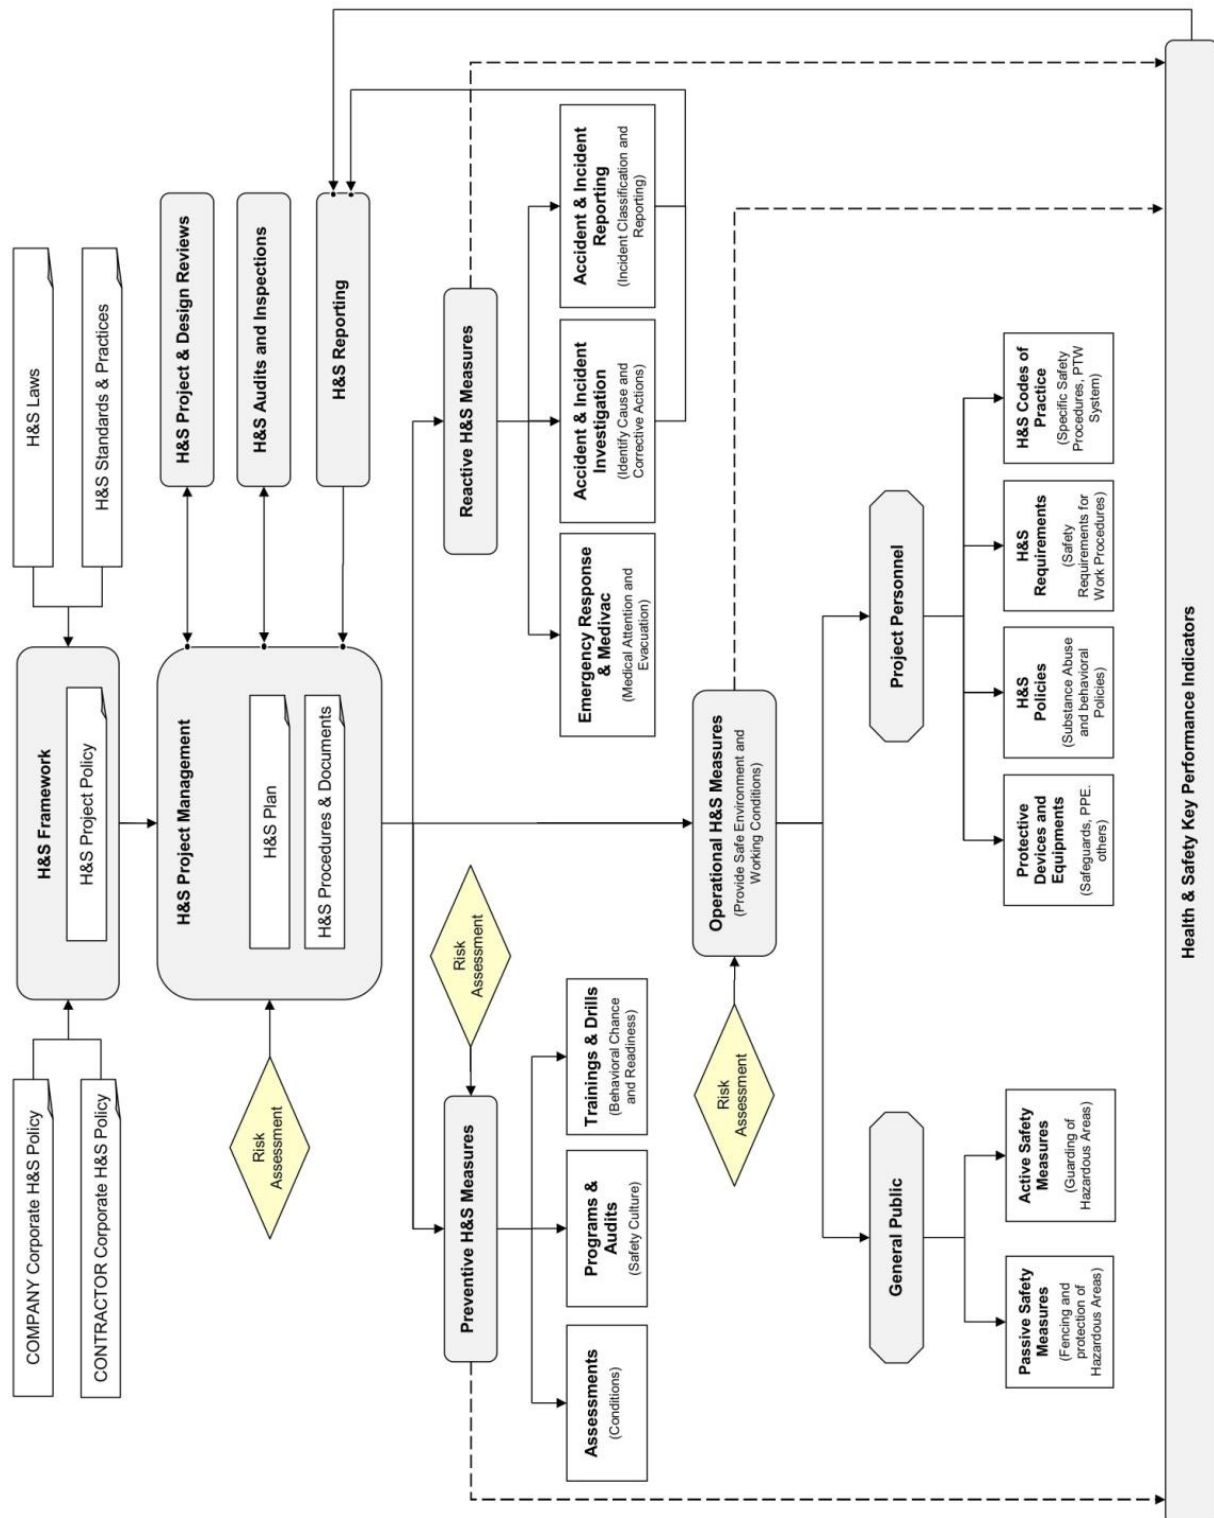 COMPANY Corporate H&S Policy
CONTRACTOR Corporate H&S Policy
H&S Framework
H&S Project Policy
H&S Laws
H&S Standards & Practices
Risk
Assessment
H&S Project Management
H&S Plan
H&S Procedures & Documents
H&S Project & Design Reviews
H&S Audits and Inspections
H&S Reporting
Risk
Assessment
Preventive H&S Measures
Reactive H&S Measures
Assessments
(Conditions)
Programs &
Audits
(Safety Culture)
Trainings & Drills
(Behavioral Chance
and Readiness)
Emergency Response
& Medivac
(Medical Attention and
Evacuation)
Accident & Incident
Investigation
(Identify Cause and
Corrective Actions)
Accident & Incident
Reporting
(Incident Classification and
Reporting)
Risk
Assessment
Operational H&S Measures
(Provide Safe Environment and
Working Conditions)
General Public
Project Personnel
Passive Safety
Measures
(Fencing and
protection of
Hazardous Areas)
Active Safety
Measures
(Guarding of
Hazardous Areas)
Protective
Devices and
Equipments
(Safeguards, PPE.
others)
H&S
Policies
(Substance Abuse
and behavioral
Policies)
H&S
Requirements
(Safety
Requirements for
Work Procedures)
H&S Codes of
Practice
(Specific Safety
Procedures, PTW
System)
Health & Safety Key Performance Indicators